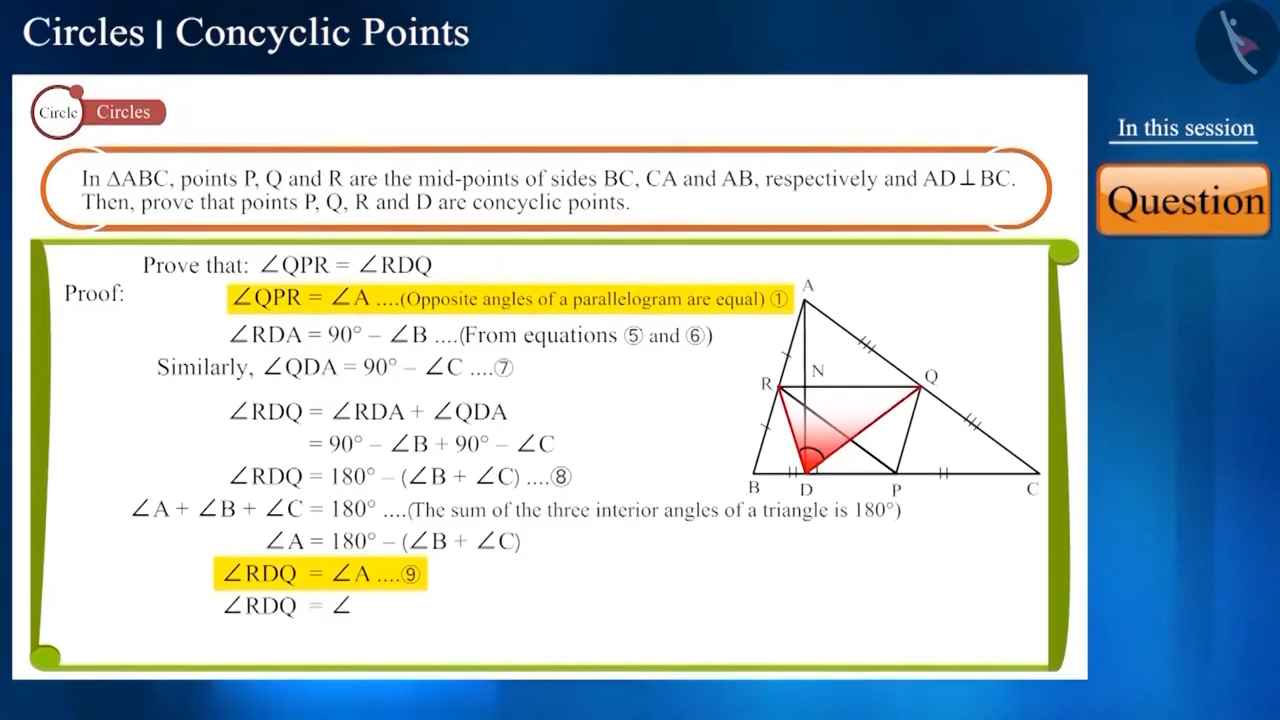 Circles | Concyclic Points
In this session
Question
Circle Circles
In ΔABC, points P, Q and R are the mid-points of sides BC, CA and AB, respectively and AD⊥BC.
Then, prove that points P, Q, R and D are concyclic points.
Prove that: ∠QPR = ∠RDQ
Proof:
∠QPR = ∠A ....(Opposite angles of a parallelogram are equal) ①
∠RDA = 90° – ∠B ....(From equations ⑤ and ⑥)
Similarly, ∠QDA = 90° – ∠C ....⑦
∠RDQ = ∠RDA + ∠QDA
= 90° – ∠B + 90° – ∠C
∠RDQ = 180° – (∠B + ∠C) ....⑧
∠A + ∠B + ∠C = 180° ....(The sum of the three interior angles of a triangle is 180°)
∠A = 180° – (∠B + ∠C)
∠RDQ = ∠A ....⑨
∠RDQ = ∠
A
N
R
Q
B
D
P
C